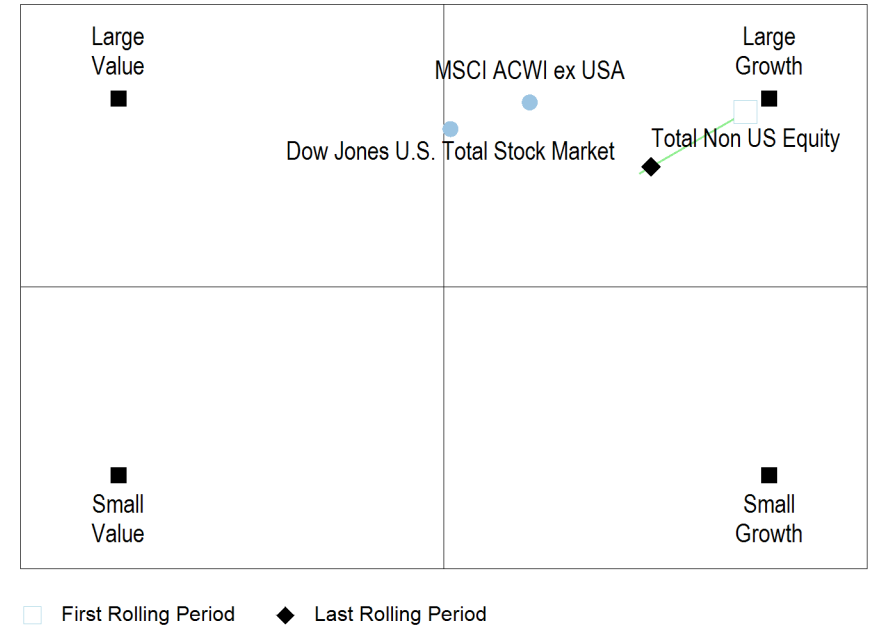 Large
Value
Large
Growth
MSCI ACWI ex USA
Total Non US Equity
Dow Jones U.S. Total Stock Market
Small
Value
Small
Growth
First Rolling Period
Last Rolling Period